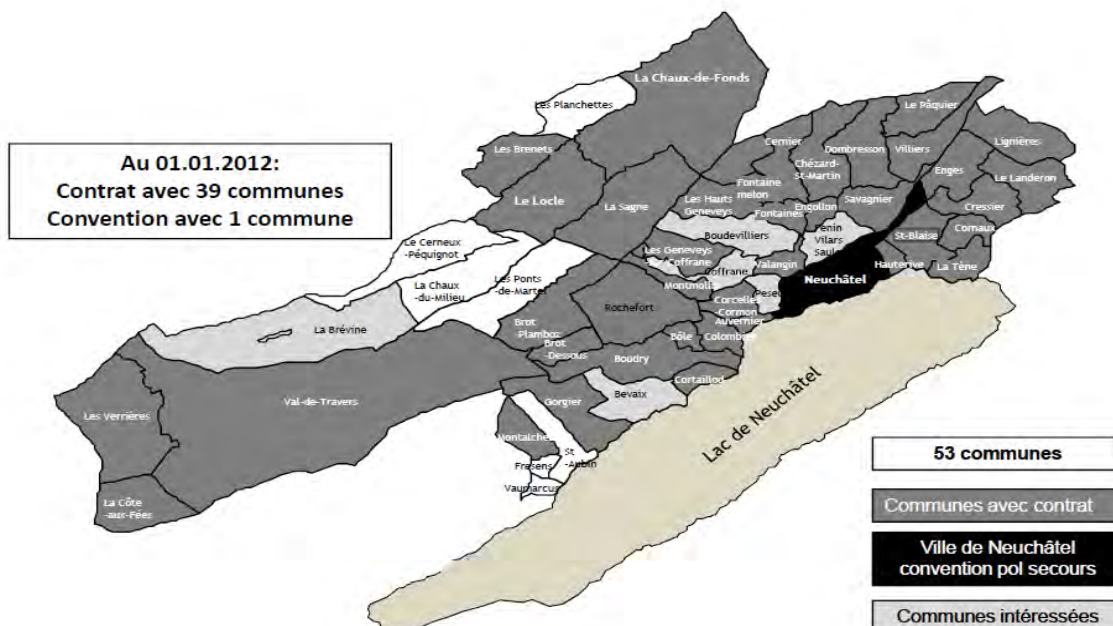 La Chaux-de-Fonds
Les Planchettes
Le Pâquier
Au 01.01.2012:
Contrat avec 39 communes
Convention avec 1 commune
Les Brenets
Cernier
Dombresson
Villiers
Lignières
Chézard-
St-Martin
Enges
Le Landeron
Le Locle
La Sagne
Les Hauts
Geneveys
Fontaine
melon
Engollon
Savagnier
Cressier
Fontaines
Cornaux
Le Cerneux
-Péquignot
Boudevilliers
Fenin
Vilars
Saules
St-Blaise
Les Geneveys
Coffrane
Coffrane
Valangin
Hauterive
La Tène
La Chaux
-du-Milieu
Les Ponts
-de-Martel
Montmollin
Peseux
Neuchâtel
Rochefort
Corcelles
-Cormon
Auvernier
La Brévine
Brot
Plamboz
Brot
-Dessous
Bôle
Colombier
Boudry
Cortaillod
Bevaix
Les Verrières
Val-de-Travers
Gorgier
Lac de Neuchâtel
Montalchez
St
-Aubin
Fresens
Vaumarcus
La Côte
-aux-Fées
53 communes
Communes avec contrat
Ville de Neuchâtel
convention pol secours
Communes intéressées